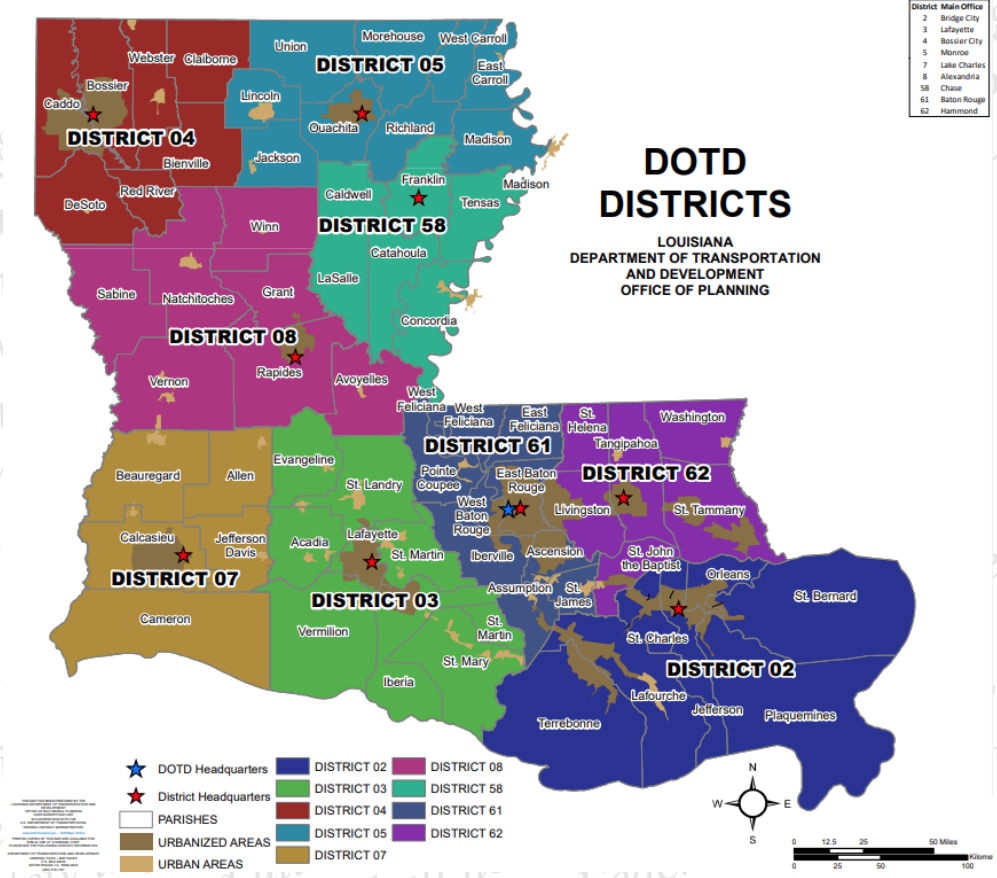 District Main Office
2 Bridge City
3 Lafayette
4 Bossier City
5 Monroe
7 Lake Charles
8 Alexandria
58 Chase
61 Baton Rouge
62 Hammond
DOTD
DISTRICTS
LOUISIANA
DEPARTMENT OF TRANSPORTATION
AND DEVELOPMENT
OFFICE OF PLANNING
Morehouse
West Carroll
Union
Webster
Claiborne
DISTRICT 05
East
Carroll
Bossier
Caddo
Lincoln
Ouachita
Richland
DISTRICT 04
Madison
Jackson
Bienville
Franklin
Madison
Red River
Caldwell
DeSoto
Tensas
Winn
DISTRICT 58
Catahoula
LaSalle
Sabine
Natchitoches
Grant
Concordia
DISTRICT 08
Rapides
Vernon
Avoyelles
West
Feliciana
West
Feliciana
East
Feliciana
St.
Helena
Washington
Tangipahoa
DISTRICT 61
Evangeline
Pointe
Coupee
East Baton
Rouge
DISTRICT 62
Beauregard
Allen
St. Landry
West
Baton
Rouge
Livingston
St. Tammany
Calcasieu
Jefferson
Davis
Acadia
Lafayette
St. Martin
Iberville
Ascension
St. John
the Baptist
DISTRICT 07
Orleans
Assumption
St.
James
St. Bernard
DISTRICT 03
Cameron
Vermilion
St.
Martin
St. Charles
St. Mary
DISTRICT 02
Iberia
Lafourche
Jefferson
Plaquemines
Terrebonne
DOTD Headquarters
District Headquarters
PARISHES
URBANIZED AREAS
URBAN AREAS
DISTRICT 02
DISTRICT 03
DISTRICT 04
DISTRICT 05
DISTRICT 07
DISTRICT 08
DISTRICT 58
DISTRICT 61
DISTRICT 62
N
W
E
S
0 12.5 25 50 Miles
0 25 50 100 Kilome